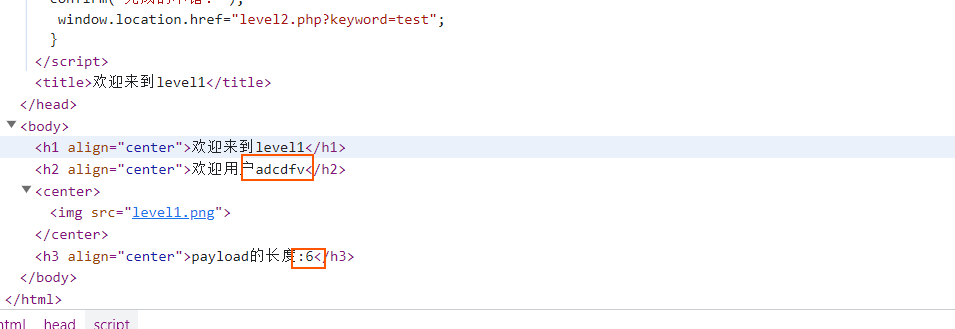 window.location.href="level2.php?keyword=test";
}
</script>
<title>欢迎来到level1</title>
</head>
<body>
<h1 align="center">欢迎来到level1</h1>
<h2 align="center">欢迎用户adcdfv</h2>
<center>
<img src="level1.png">
</center>
<h3 align="center">payload的长度:6</h3>
</body>
</html>
html head script